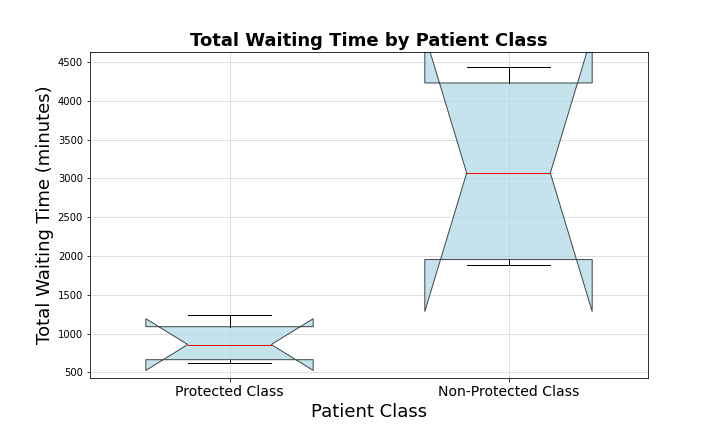 Total Waiting Time by Patient Class
Total Waiting Time (minutes)
4500
4000
3500
3000
2500
2000
1500
1000
500
Protected Class
Non-Protected Class
Patient Class